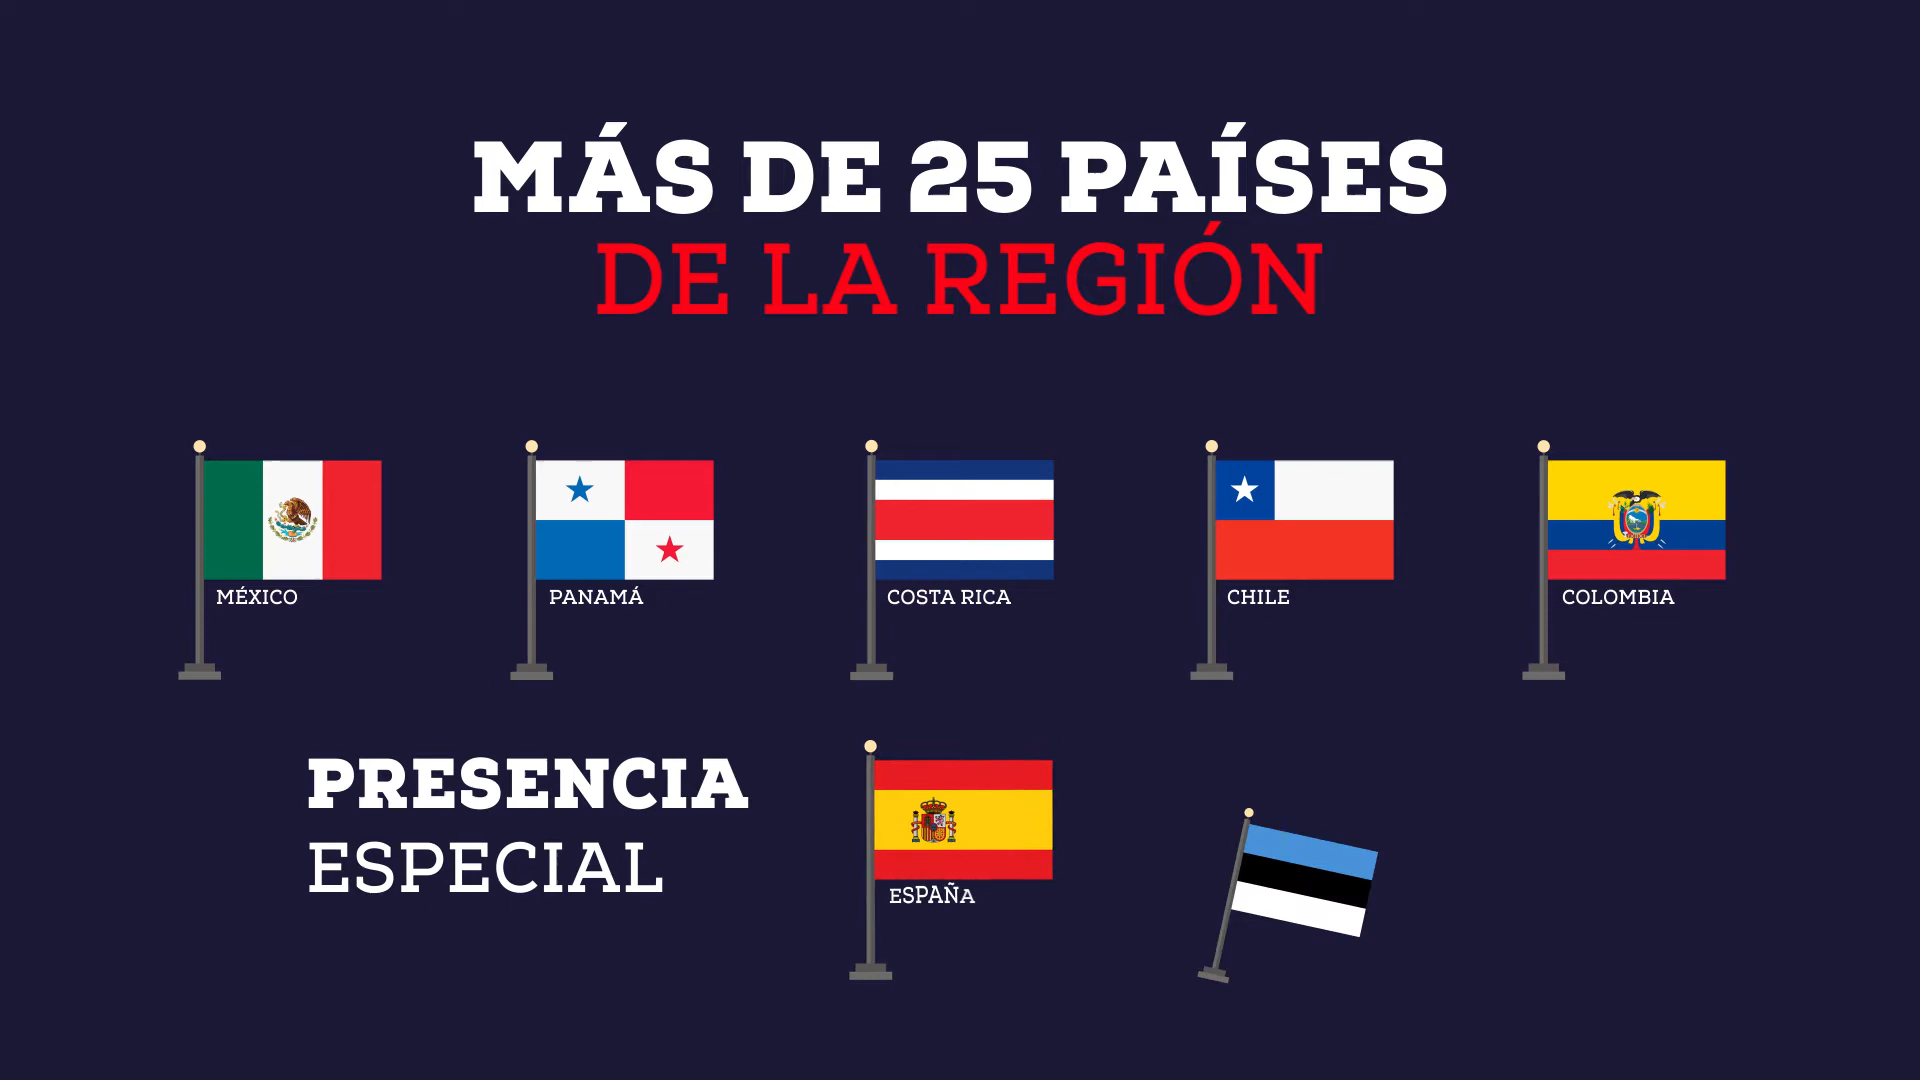 MÁS DE 25 PAÍSES
DE LA REGIÓN
MÉXICO
PANAMÁ
COSTA RICA
CHILE
COLOMBIA
PRESENCIA
ESPECIAL
ESPAÑA